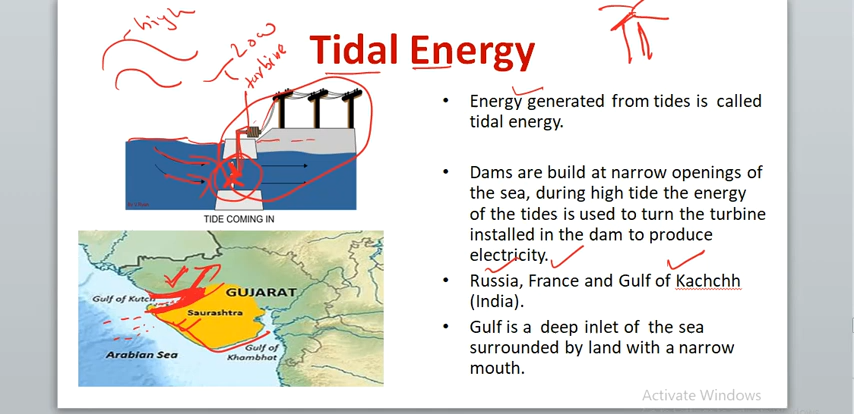 high
Low
turbine
Tidal Energy
TIDE COMING IN
Gulf of Kutch
GUJARAT
Saurashtra
Arabian Sea
Gulf of
Khambhat
• Energy generated from tides is called
tidal energy.
• Dams are build at narrow openings of
the sea, during high tide the energy
of the tides is used to turn the turbine
installed in the dam to produce
electricity.
• Russia, France and Gulf of Kachchh
(India).
• Gulf is a deep inlet of the sea
surrounded by land with a narrow
mouth.
Activate Windows